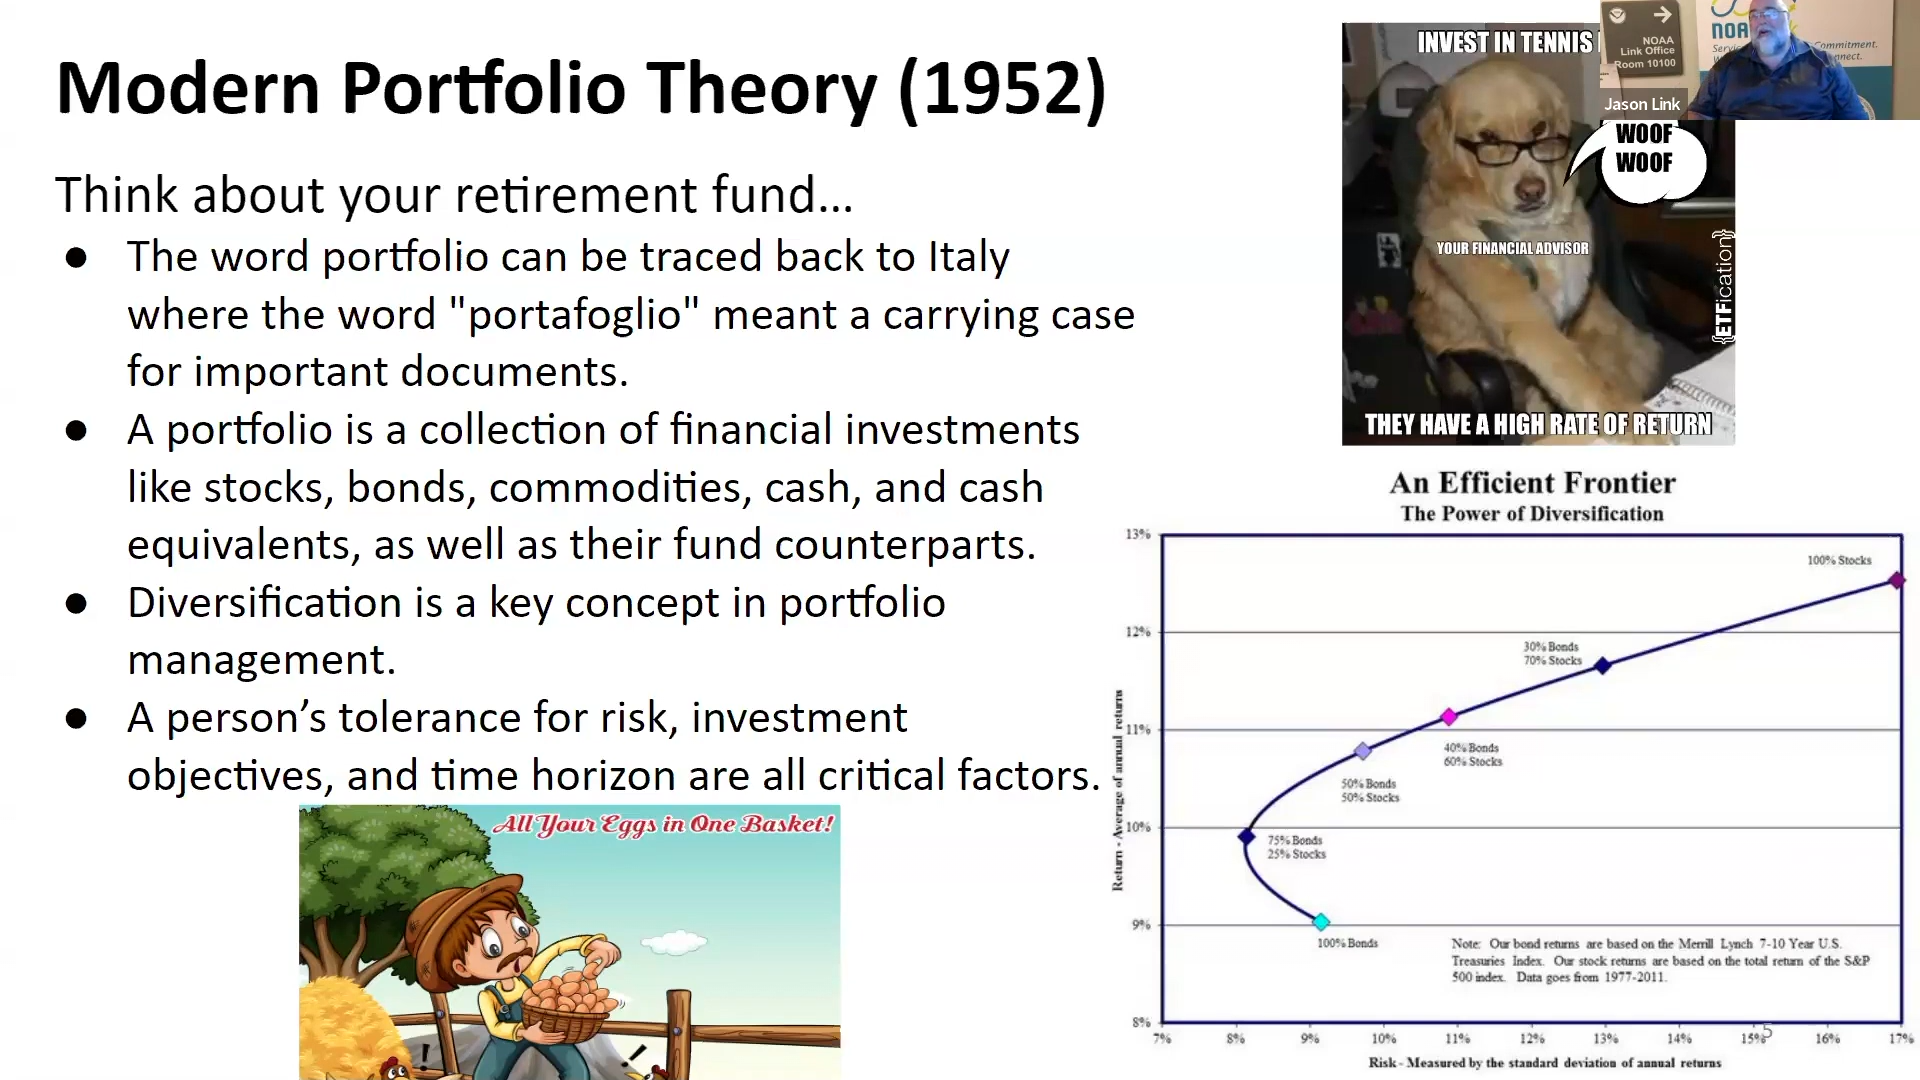 Modern Portfolio Theory (1952)
Think about your retirement fund...
● The word portfolio can be traced back to Italy
where the word "portafoglio" meant a carrying case
for important documents.
● A portfolio is a collection of financial investments
like stocks, bonds, commodities, cash, and cash
equivalents, as well as their fund counterparts.
● Diversification is a key concept in portfolio
management.
● A person’s tolerance for risk, investment
objectives, and time horizon are all critical factors.
All Your Eggs in One Basket!
!
INVEST IN TENNIS
WOOF
WOOF
YOUR FINANCIAL ADVISOR
{ETFication}
THEY HAVE A HIGH RATE OF RETURN
NOAA
Link Office
Room 10100
NOA
Commitment.
Jason Link
An Efficient Frontier
The Power of Diversification
13%
12%
11%
10%
9%
8%
Return - Average of annual returns
100% Stocks
30% Bonds
70% Stocks
40% Bonds
60% Stocks
50% Bonds
50% Stocks
75% Bonds
25% Stocks
100% Bonds
Note: Our bond returns are based on the Merrill Lynch 7-10 Year U.S.
Treasuries Index. Our stock returns are based on the total return of the S&P
500 index. Data goes from 1977-2011.
7% 8% 9% 10% 11% 12% 13% 14% 15% 16% 17%
5
Risk - Measured by the standard deviation of annual returns